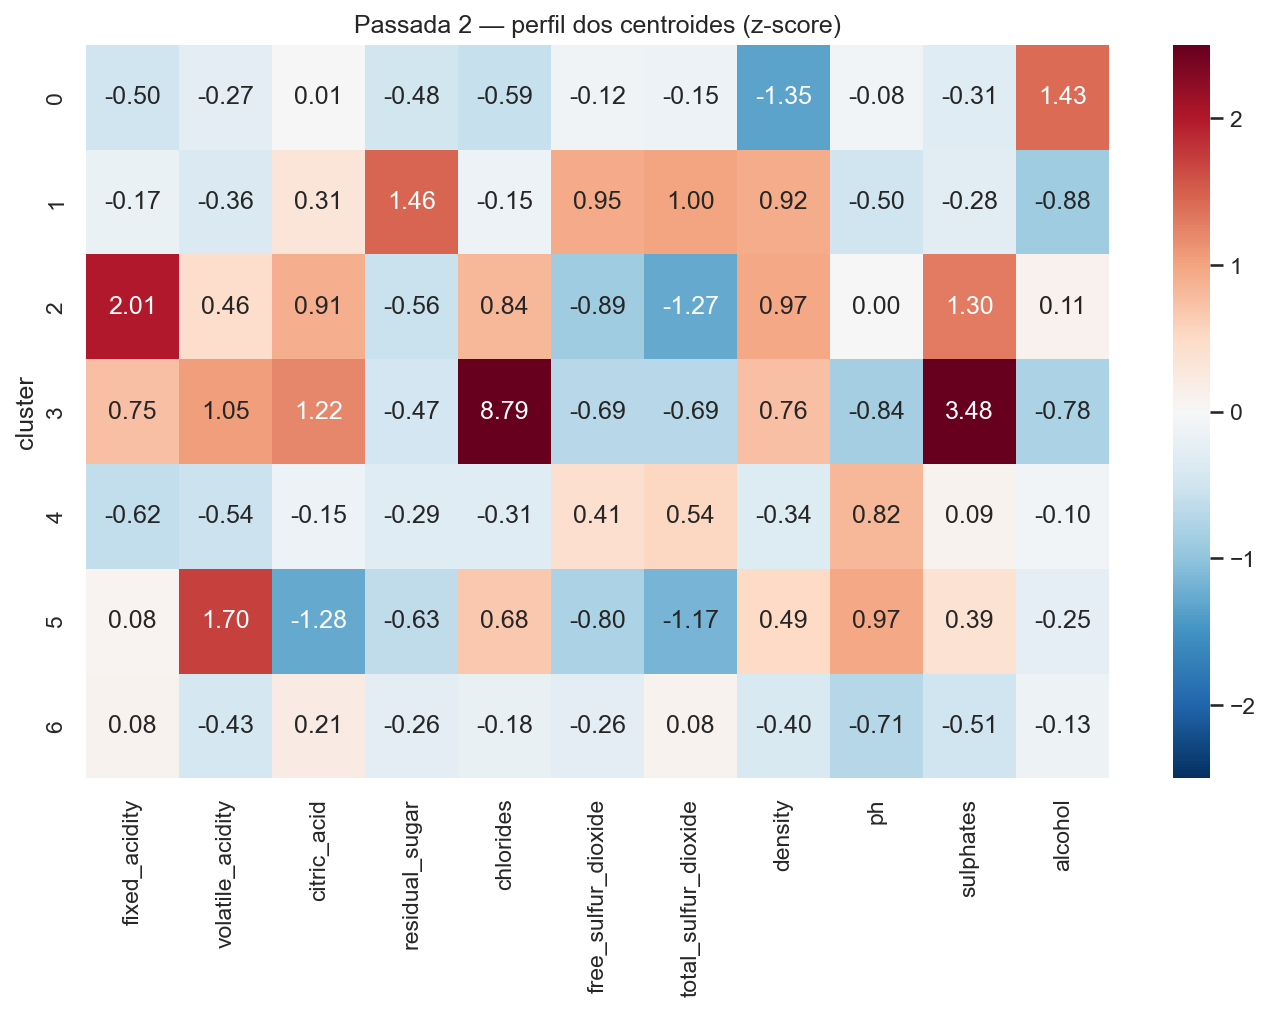 Passada 2 — perfil dos centroides (z-score)
cluster
0 -0.50 -0.27 0.01 -0.48 -0.59 -0.12 -0.15 -1.35 -0.08 -0.31 1.43
1 -0.17 -0.36 0.31 1.46 -0.15 0.95 1.00 0.92 -0.50 -0.28 -0.88
2 2.01 0.46 0.91 -0.56 0.84 -0.89 -1.27 0.97 0.00 1.30 0.11
3 0.75 1.05 1.22 -0.47 8.79 -0.69 -0.69 0.76 -0.84 3.48 -0.78
4 -0.62 -0.54 -0.15 -0.29 -0.31 0.41 0.54 -0.34 0.82 0.09 -0.10
5 0.08 1.70 -1.28 -0.63 0.68 -0.80 -1.17 0.49 0.97 0.39 -0.25
6 0.08 -0.43 0.21 -0.26 -0.18 -0.26 0.08 -0.40 -0.71 -0.51 -0.13
fixed_acidity
volatile_acidity
citric_acid
residual_sugar
chlorides
free_sulfur_dioxide
total_sulfur_dioxide
density
ph
sulphates
alcohol
2
1
0
−1
−2